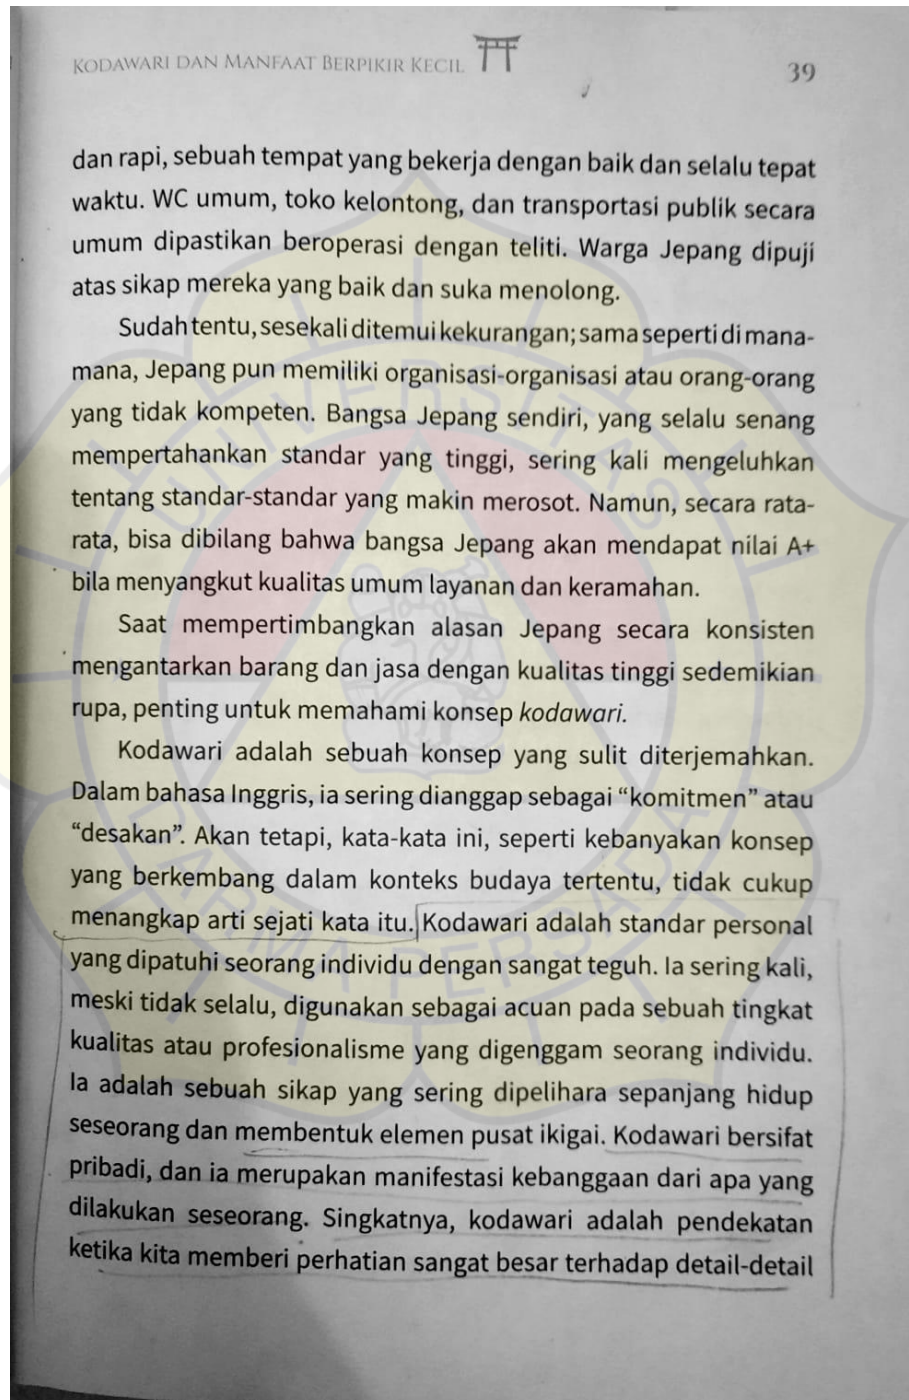 KODAWARI DAN MANFAAT BERPIKIR KECIL
39
dan rapi, sebuah tempat yang bekerja dengan baik dan selalu tepat
waktu. WC umum, toko kelontong, dan transportasi publik secara
umum dipastikan beroperasi dengan teliti. Warga Jepang dipuji
atas sikap mereka yang baik dan suka menolong.
Sudah tentu, sesekali ditemui kekurangan; sama seperti di mana-
mana, Jepang pun memiliki organisasi-organisasi atau orang-orang
yang tidak kompeten. Bangsa Jepang sendiri, yang selalu senang
mempertahankan standar yang tinggi, sering kali mengeluhkan
tentang standar-standar yang makin merosot. Namun, secara rata-
rata, bisa dibilang bahwa bangsa Jepang akan mendapat nilai A+
bila menyangkut kualitas umum layanan dan keramahan.
Saat mempertimbangkan alasan Jepang secara konsisten
mengantarkan barang dan jasa dengan kualitas tinggi sedemikian
rupa, penting untuk memahami konsep kodawari.
Kodawari adalah sebuah konsep yang sulit diterjemahkan.
Dalam bahasa Inggris, ia sering dianggap sebagai “komitmen” atau
“desakan”. Akan tetapi, kata-kata ini, seperti kebanyakan konsep
yang berkembang dalam konteks budaya tertentu, tidak cukup
menangkap arti sejati kata itu. Kodawari adalah standar personal
yang dipatuhi seorang individu dengan sangat teguh. Ia sering kali,
meski tidak selalu, digunakan sebagai acuan pada sebuah tingkat
kualitas atau profesionalisme yang digenggam seorang individu.
Ia adalah sebuah sikap yang sering dipelihara sepanjang hidup
seseorang dan membentuk elemen pusat ikigai. Kodawari bersifat
pribadi, dan ia merupakan manifestasi kebanggaan dari apa yang
dilakukan seseorang. Singkatnya, kodawari adalah pendekatan
ketika kita memberi perhatian sangat besar terhadap detail-detail
UNIVERSITAS
DARMA PERSADA